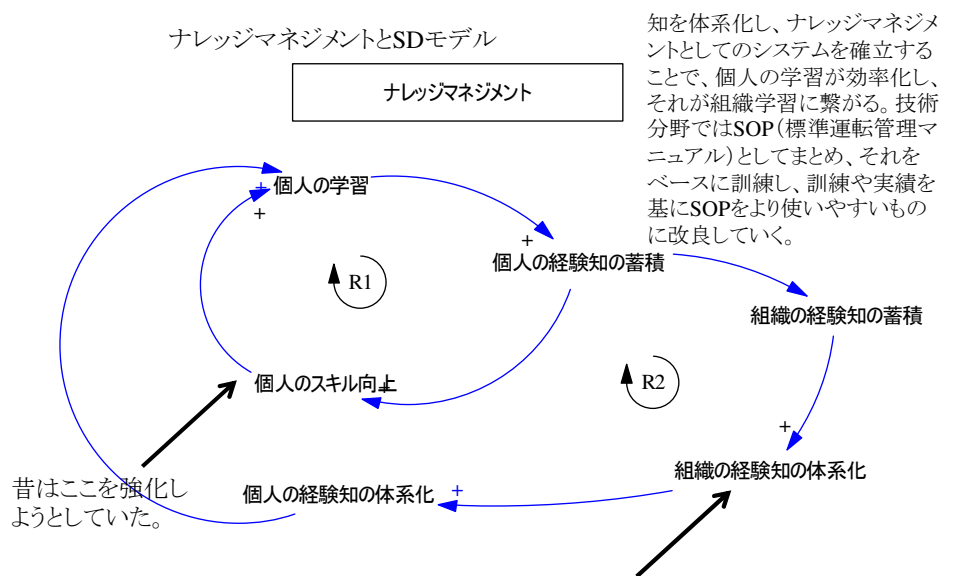 ナレッジマネジメントとSDモデル
ナレッジマネジメント
知を体系化し、ナレッジマネジメ
ントとしてのシステムを確立する
ことで、個人の学習が効率化し、
それが組織学習に繋がる。技術
分野ではSOP(標準運転管理マ
ニュアル)としてまとめ、それを
ベースに訓練し、訓練や実績を
基にSOPをより使いやすいもの
に改良していく。
+ 個人の学習
+
+
個人の経験知の蓄積
R1
組織の経験知の蓄積
個人のスキル向上
+
R2
+
組織の経験知の体系化
個人の経験知の体系化
+
昔はここを強化し
ようとしていた。